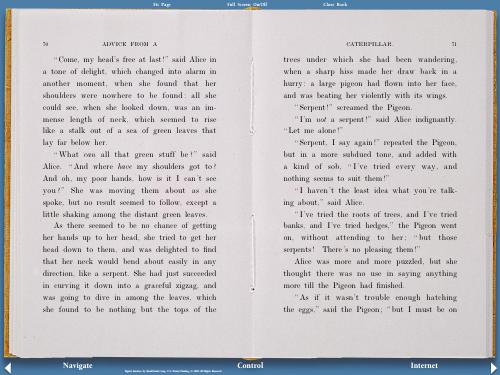 Str Page
Full Screen On/Off
Close Book
70
ADVICE FROM A
"Come, my head's free at last!" said Alice in
a tone of delight, which changed into alarm in
another moment, when she found that her
shoulders were nowhere to be found: all she
could see, when she looked down, was an im-
mense length of neck, which seemed to rise
like a stalk out of a sea of green leaves that
lay far below her.
"What can all that green stuff be?" said
Alice. "And where have my shoulders got to?
And oh, my poor hands, how is it I can't see
you?" She was moving them about as she
spoke, but no result seemed to follow, except a
little shaking among the distant green leaves.
As there seemed to be no chance of getting
her hands up to her head, she tried to get her
head down to them, and was delighted to find
that her neck would bend about easily in any
direction, like a serpent. She had just succeeded
in curving it down into a graceful zigzag, and
was going to dive in among the leaves, which
she found to be nothing but the tops of the
CATERPILLAR.
71
trees under which she had been wandering,
when a sharp hiss made her draw back in a
hurry: a large pigeon had flown into her face,
and was beating her violently with its wings.
"Serpent!" screamed the Pigeon.
"I'm not a serpent!" said Alice indignantly.
"Let me alone!"
"Serpent, I say again!" repeated the Pigeon,
but in a more subdued tone, and added with
a kind of sob, "I've tried every way, and
nothing seems to suit them!"
"I haven't the least idea what you're talk-
ing about," said Alice.
"I've tried the roots of trees, and I've tried
banks, and I've tried hedges," the Pigeon went
on, without attending to her; "but those
serpents! There's no pleasing them!"
Alice was more and more puzzled, but she
thought there was no use in saying anything
more till the Pigeon had finished.
"As if it wasn't trouble enough hatching
the eggs," said the Pigeon; "but I must be on
Navigate
Control
Internet